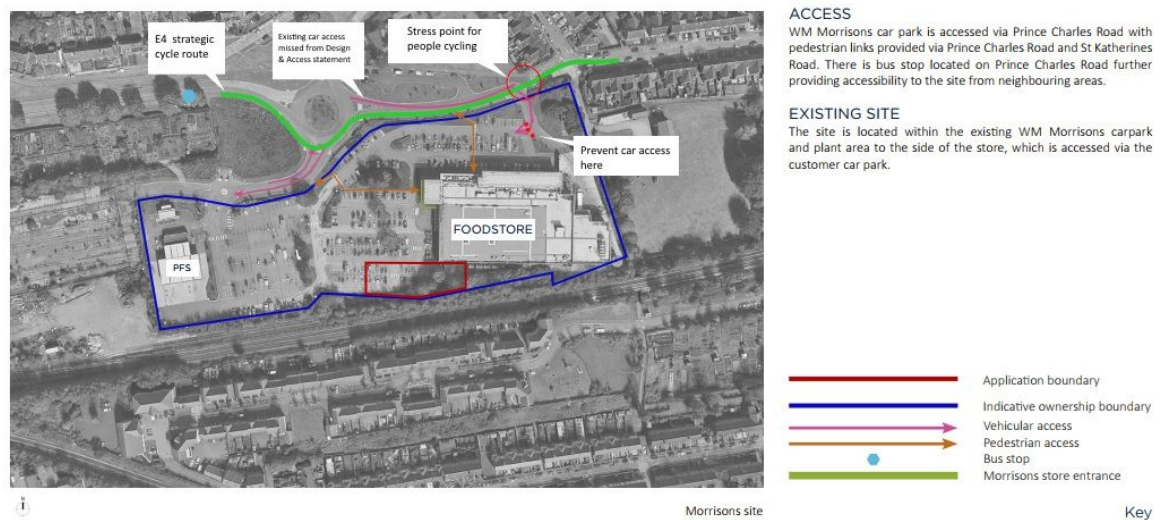 E4 strategic
cycle route
Existing car access
missed from Design
& Access statement
Stress point for
people cycling
Prevent car access
here
FOODSTORE
PFS
N
Morrisons site
ACCESS
WM Morrisons car park is accessed via Prince Charles Road with
pedestrian links provided via Prince Charles Road and St Katherines
Road. There is bus stop located on Prince Charles Road further
providing accessibility to the site from neighbouring areas.
EXISTING SITE
The site is located within the existing WM Morrisons carpark
and plant area to the side of the store, which is accessed via the
customer car park.
Application boundary
Indicative ownership boundary
Vehicular access
Pedestrian access
Bus stop
Morrisons store entrance
Key